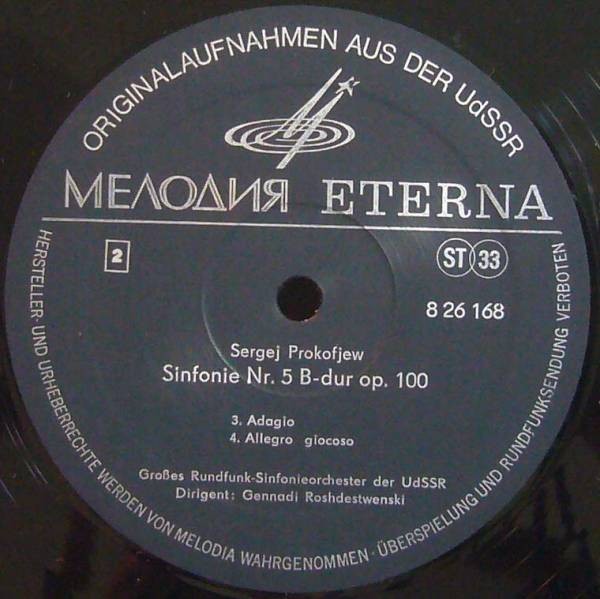 ORIGINALAUFNAHMEN AUS DER UdSSR
МЕЛОДИЯ ETERNA
2
ST 33
8 26 168
Sergej Prokofjew
Sinfonie Nr. 5 B-dur op. 100
3. Adagio
4. Allegro giocoso
Großes Rundfunk-Sinfonieorchester der UdSSR
Dirigent: Gennadi Roshdestwenski
HERSTELLER- UND URHEBERRECHTE WERDEN VON MELODIA WAHRGENOMMEN · ÜBERSPIELUNG UND RUNDFUNKSENDUNG VERBOTEN